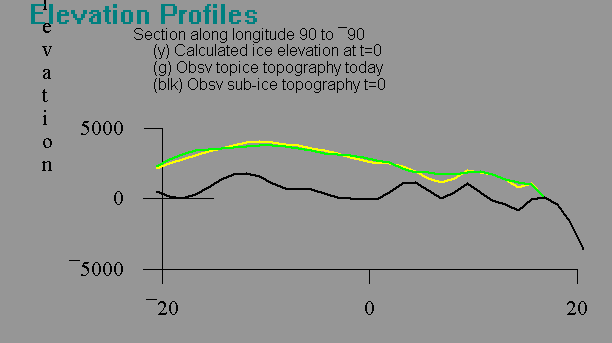 Elevation Profiles
Section along longitude 90 to ¯90
(y) Calculated ice elevation at t=0
(g) Obsv topice topography today
(blk) Obsv sub-ice topography t=0
levation
5000
0
¯5000
¯20
0
20